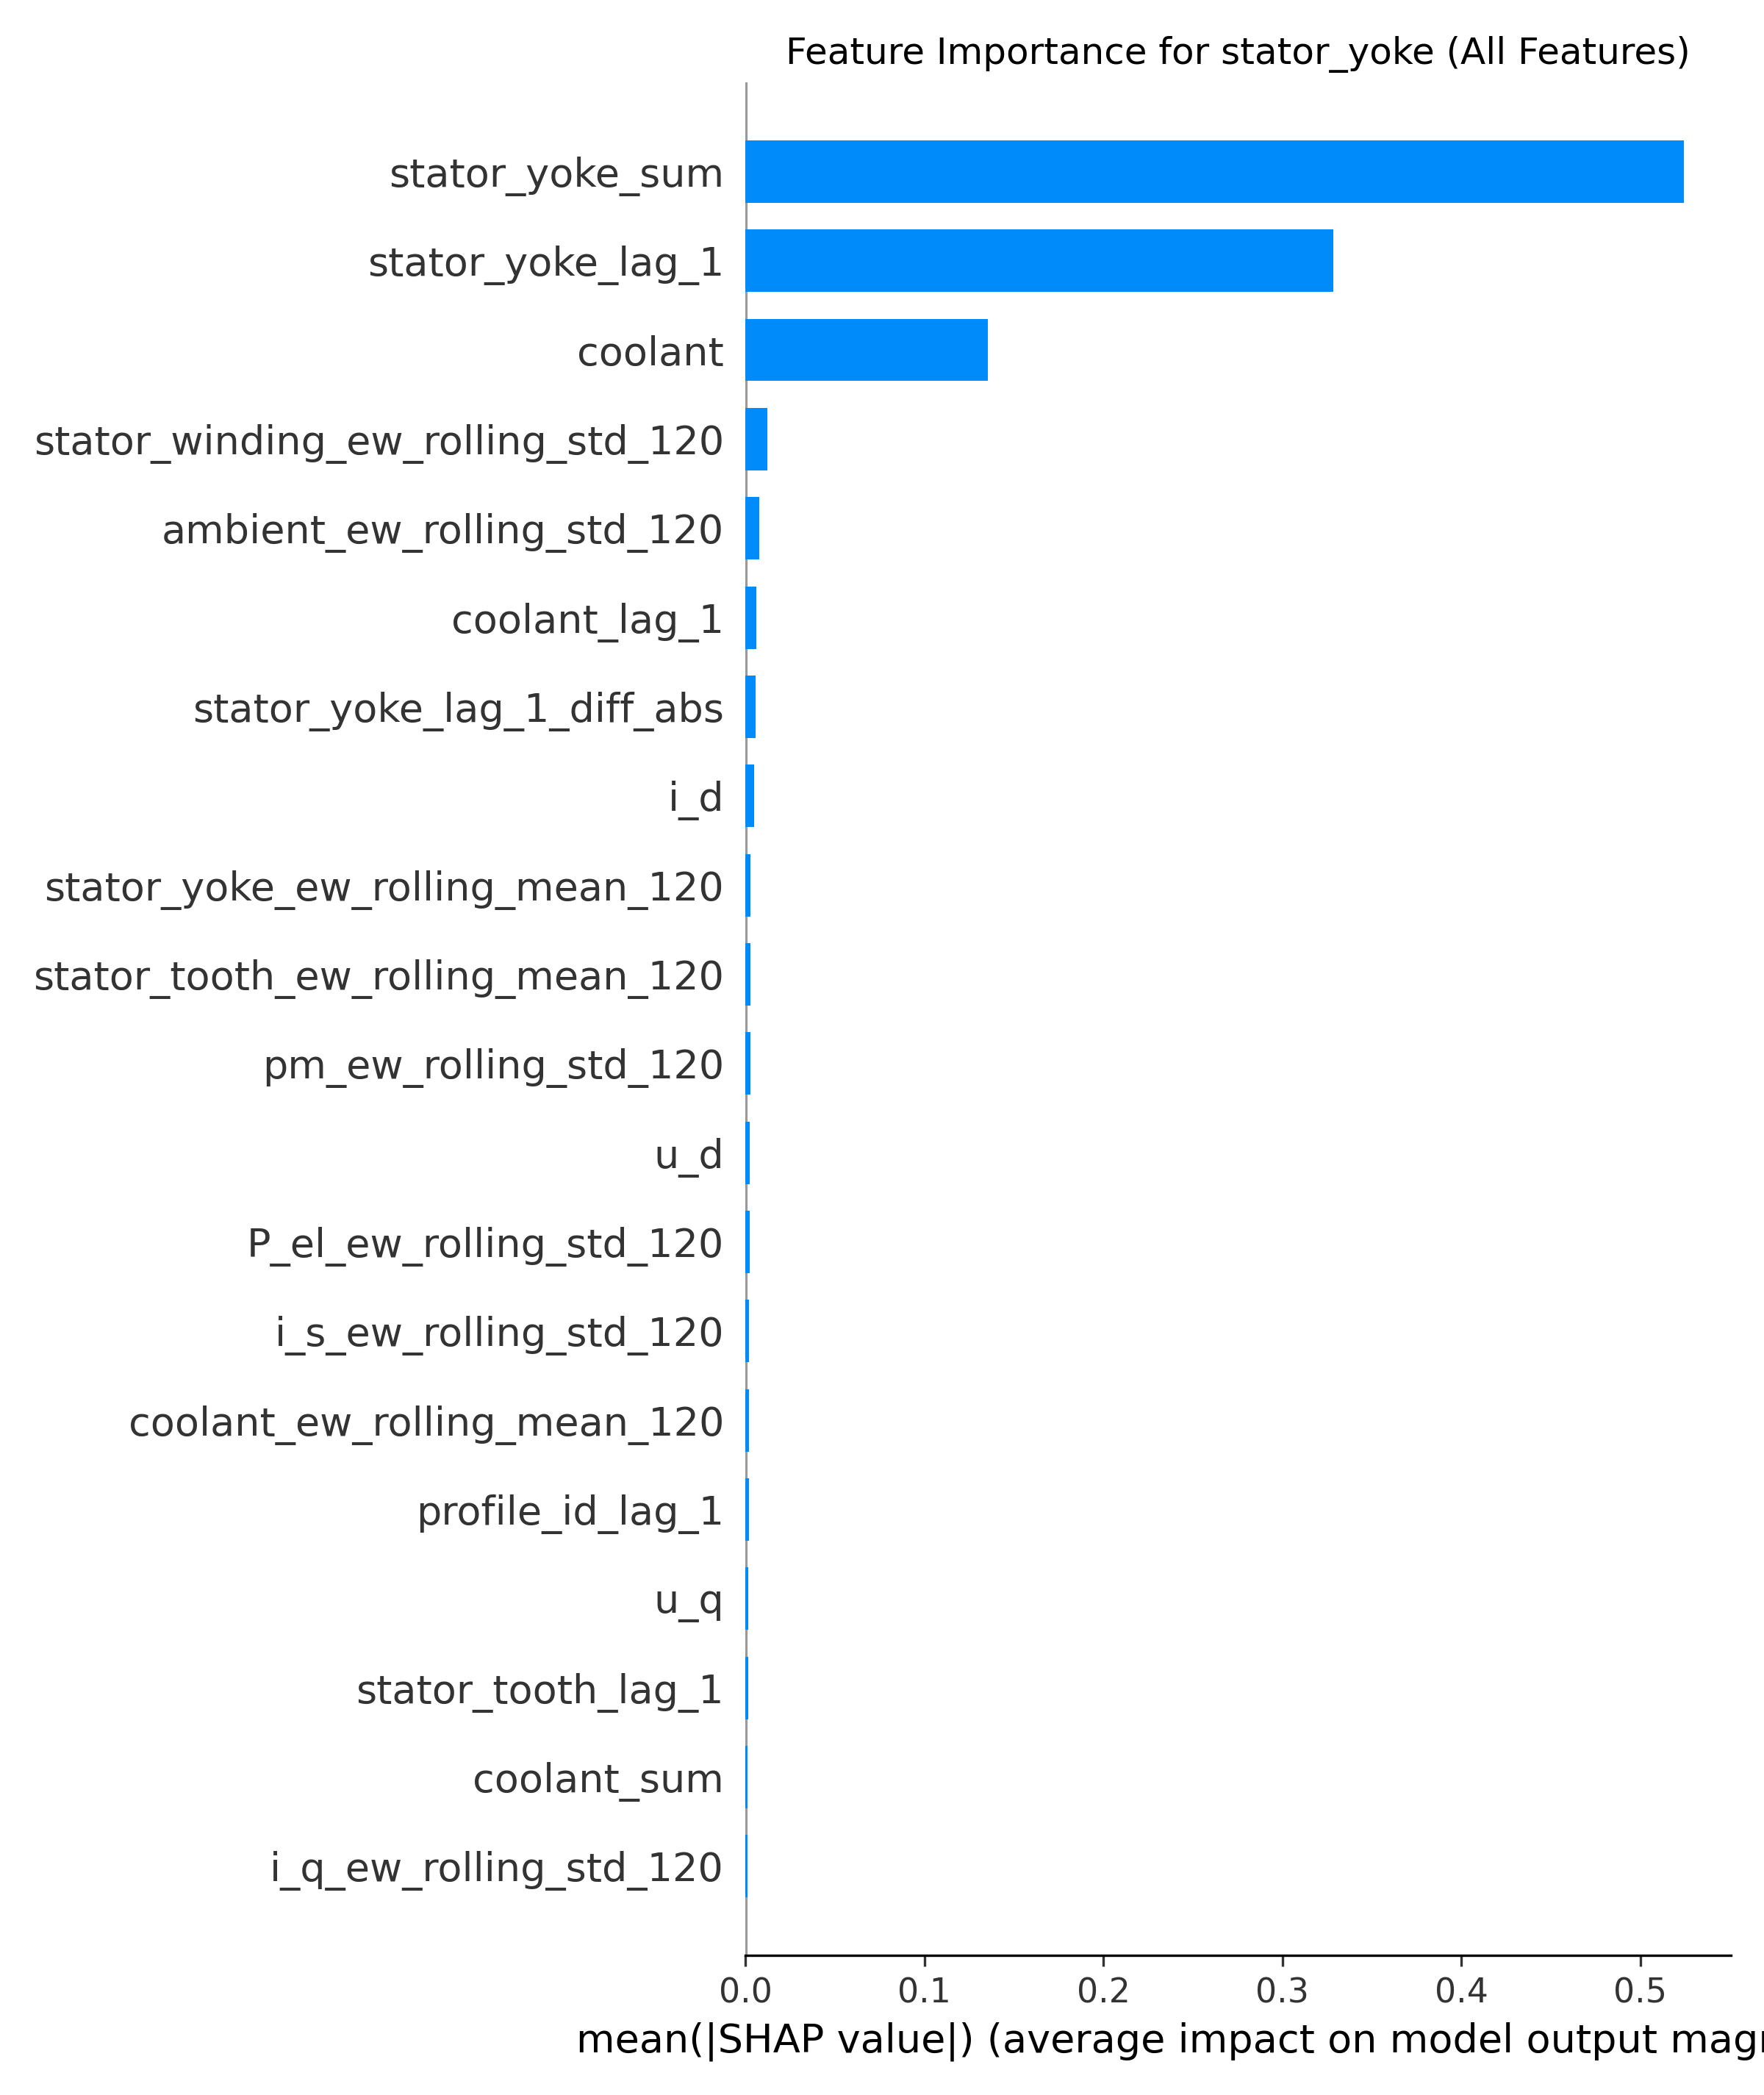 Feature Importance for stator_yoke (All Features)
stator_yoke_sum
stator_yoke_lag_1
coolant
stator_winding_ew_rolling_std_120
ambient_ew_rolling_std_120
coolant_lag_1
stator_yoke_lag_1_diff_abs
i_d
stator_yoke_ew_rolling_mean_120
stator_tooth_ew_rolling_mean_120
pm_ew_rolling_std_120
u_d
P_el_ew_rolling_std_120
i_s_ew_rolling_std_120
coolant_ew_rolling_mean_120
profile_id_lag_1
u_q
stator_tooth_lag_1
coolant_sum
i_q_ew_rolling_std_120
0.0 0.1 0.2 0.3 0.4 0.5
mean(|SHAP value|) (average impact on model output mag